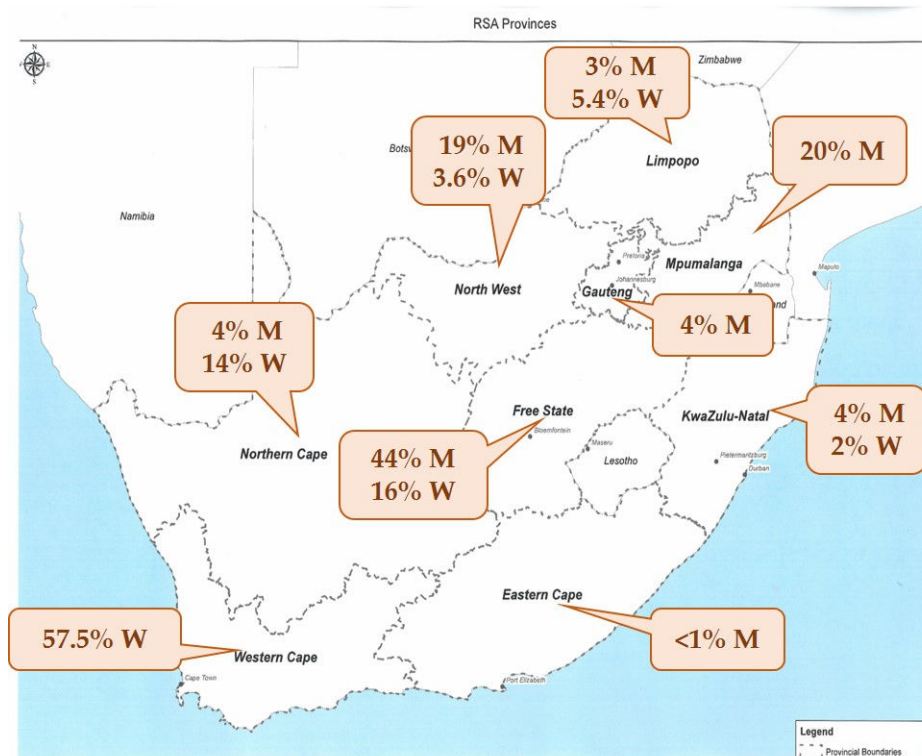 RSA Provinces
N
S
Zimbabwe
3% M
5.4% W
Limpopo
19% M
3.6% W
20% M
Namibia
North West
Pretoria
Mpumalanga
Johannesburg
Gauteng
Maputo
Mbabane
4% M
4% M
14% W
Northern Cape
Free State
Bloemfontein
Maseru
Lesotho
44% M
16% W
KwaZulu-Natal
Pietermaritzburg
Durban
4% M
2% W
Eastern Cape
<1% M
57.5% W
Western Cape
Cape Town
Port Elizabeth
Legend
Provincial Boundaries